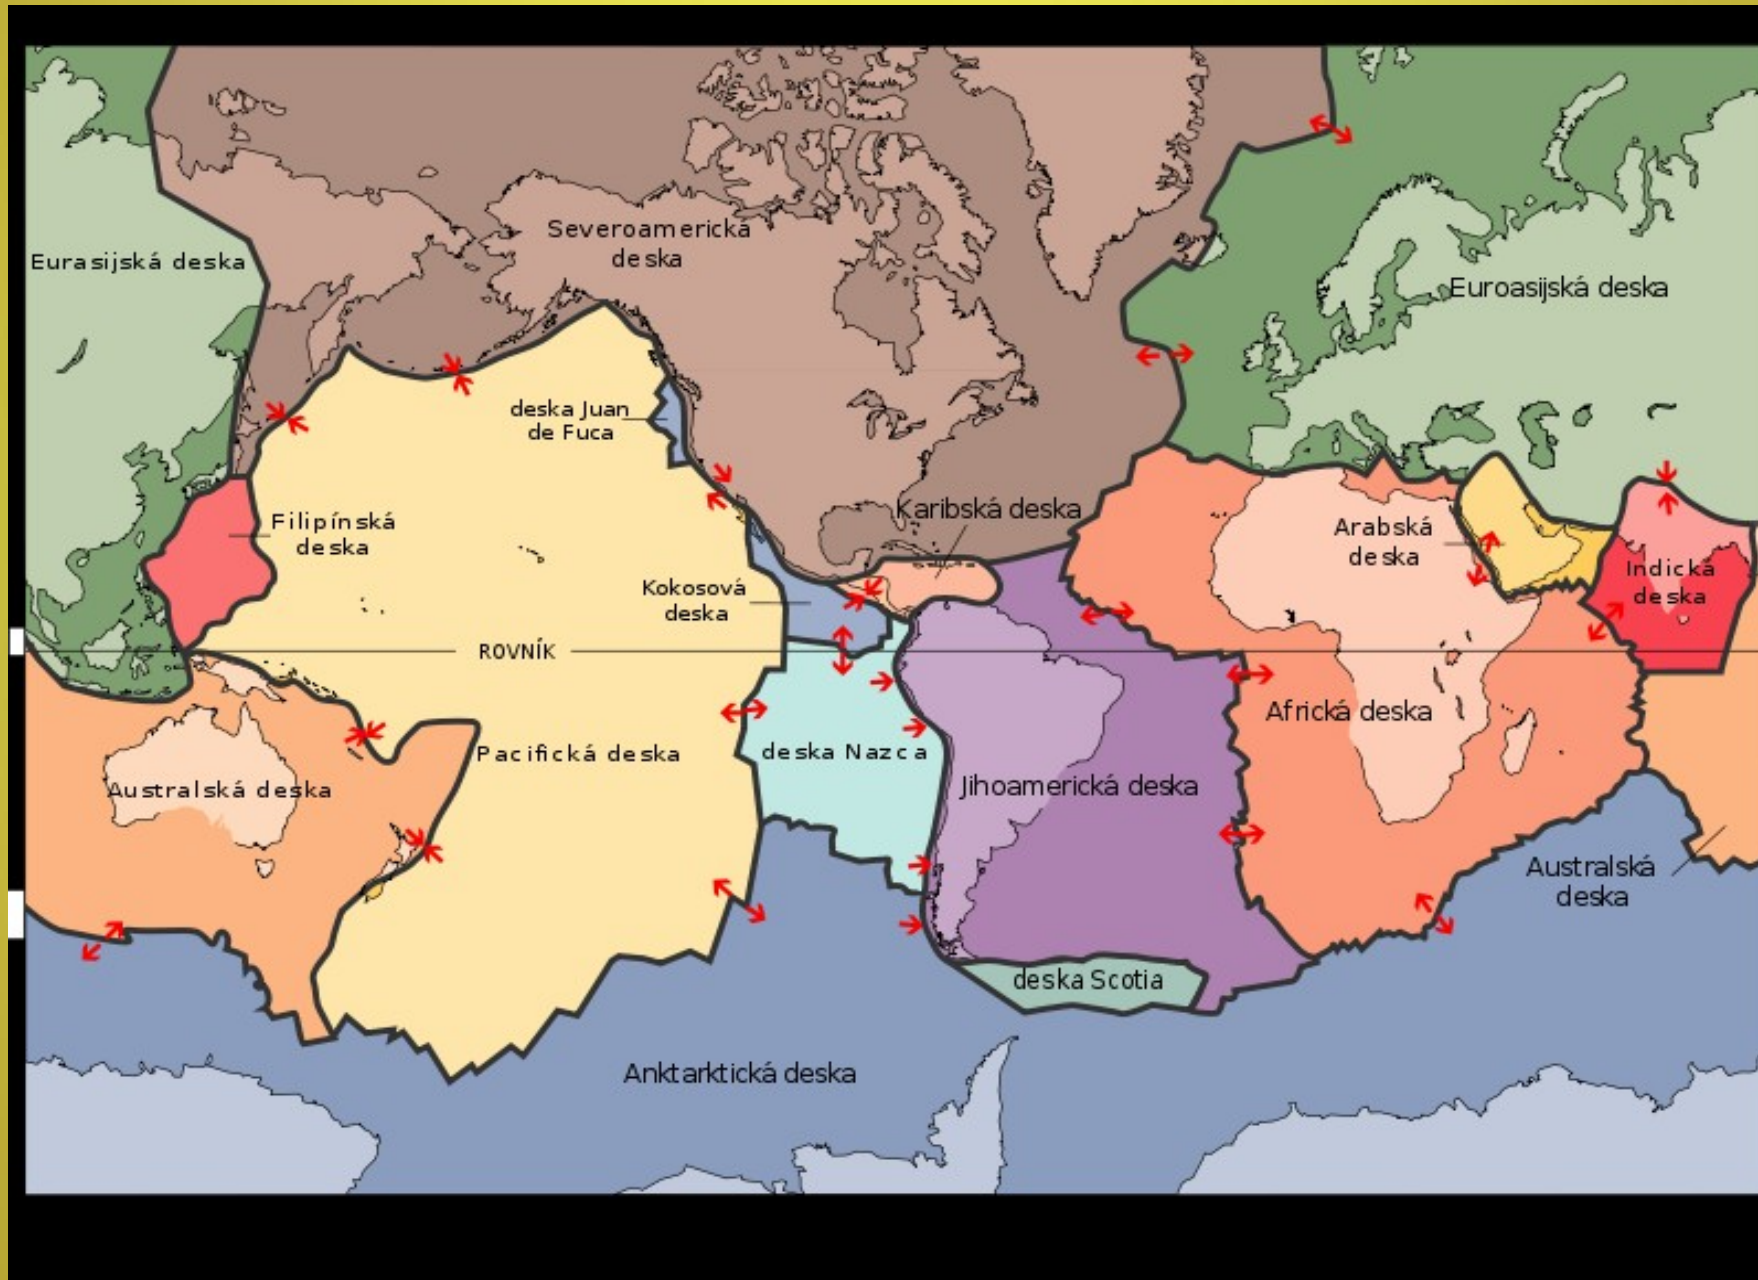 Severoamerická
deska
Eurasijská deska
Euroasijská deska
deska Juan
de Fuca
Karibská deska
Filipínská
deska
Arabská
deska
Indická
deska
Kokosová
deska
ROVNÍK
Africká deska
Pacifická deska
deska Nazca
Jihoamerická deska
Australská deska
Australská
deska
deska Scotia
Anktarktická deska